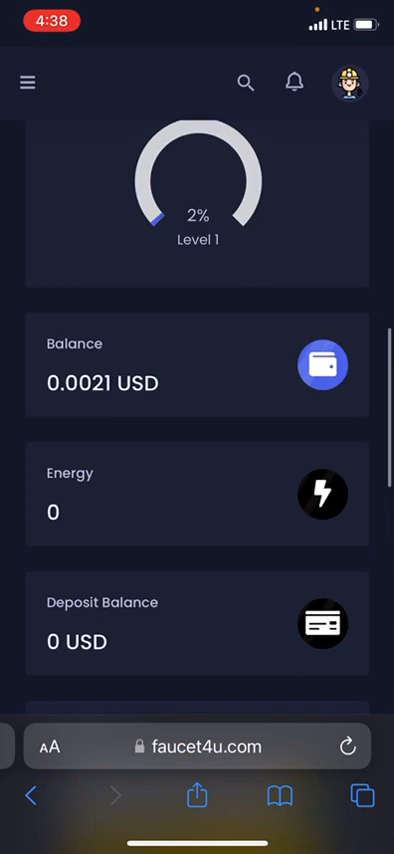 4:38
LTE
2%
Level 1
Balance
0.0021 USD
Energy
0
Deposit Balance
0 USD
AA
faucet4u.com